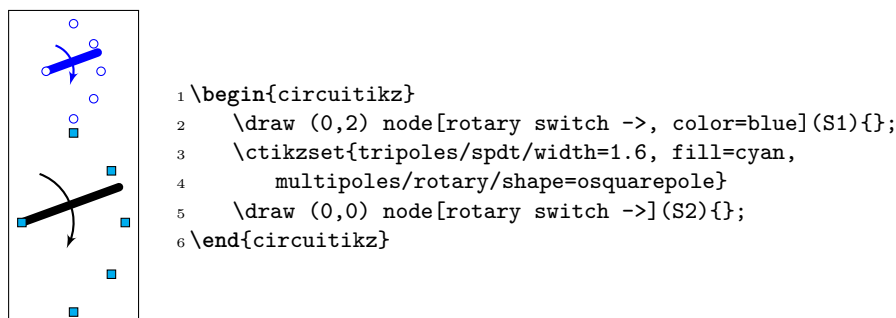 1 \begin{circuitikz}
2 \draw (0,2) node[rotary switch ->, color=blue](S1){};
3 \ctikzset{tripoles/spdt/width=1.6, fill=cyan,
4 multipoles/rotary/shape=osquarepole}
5 \draw (0,0) node[rotary switch ->](S2){};
6 \end{circuitikz}